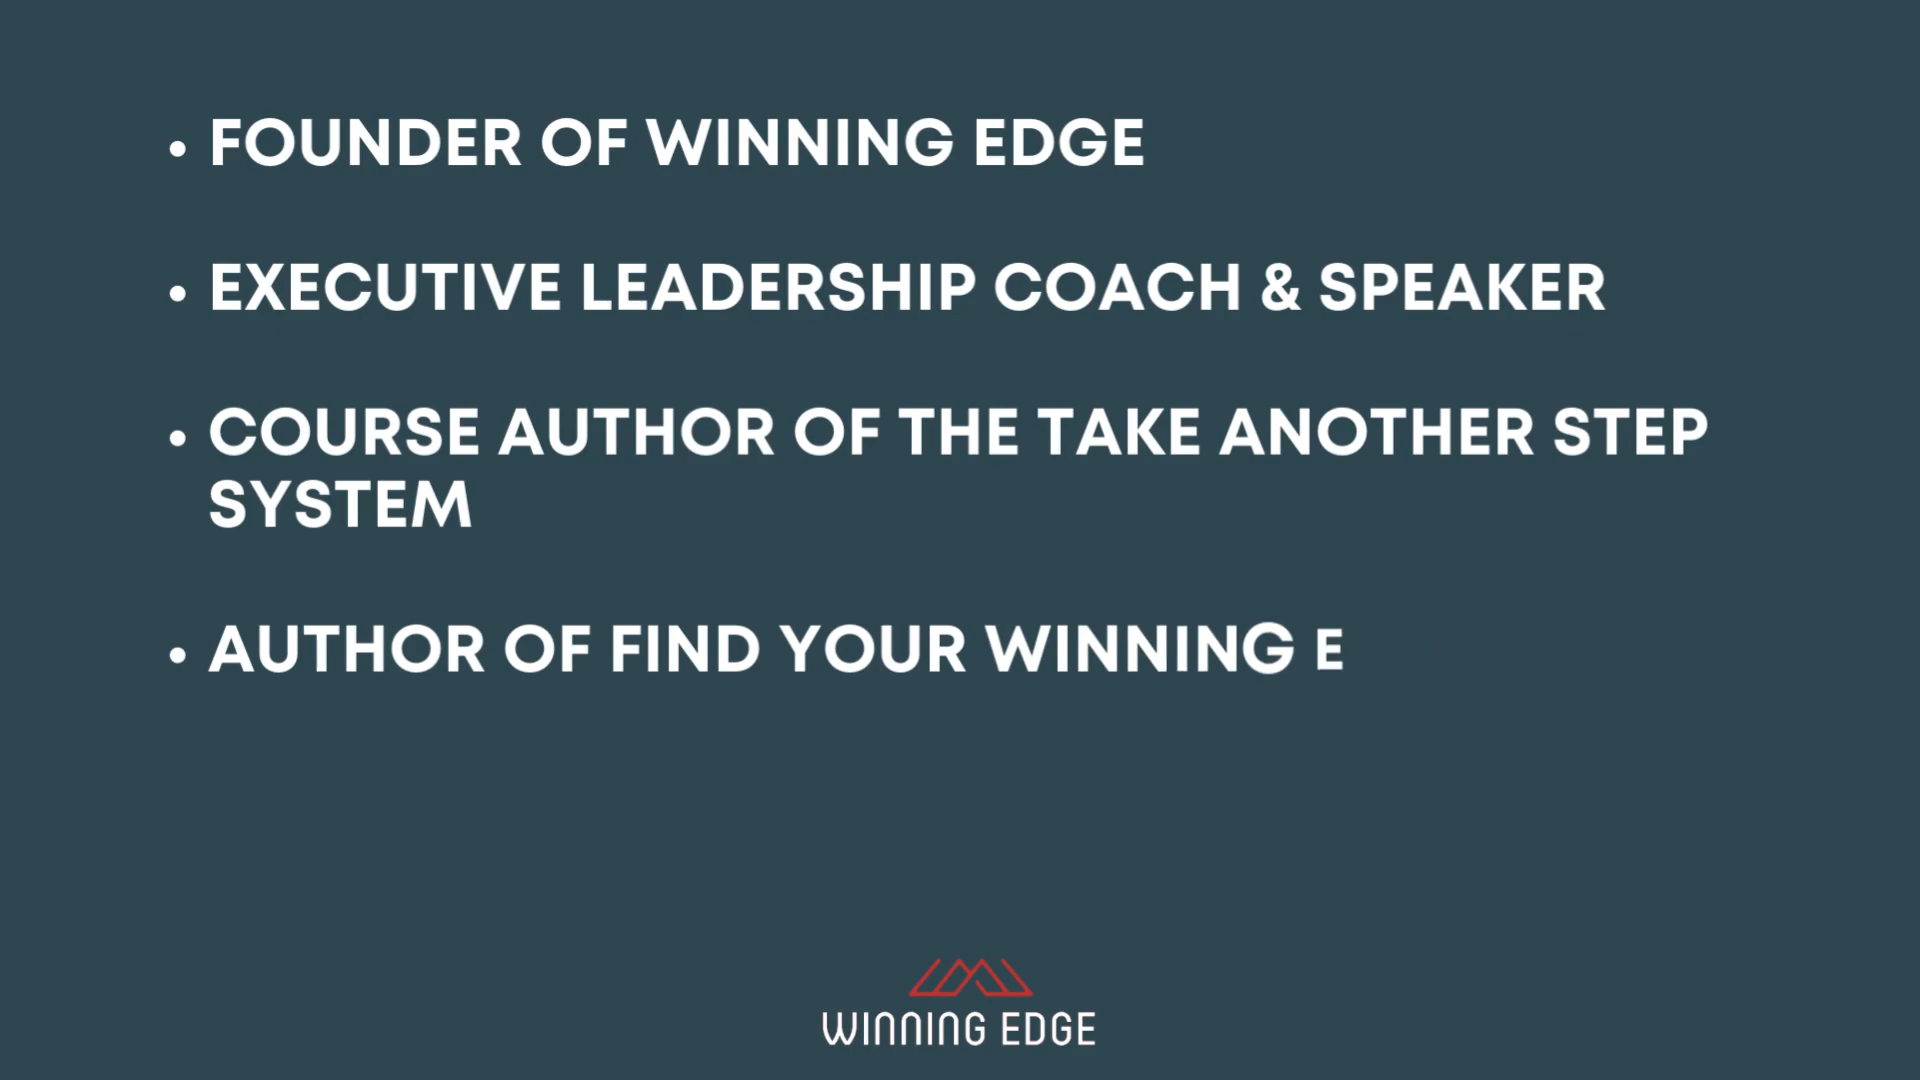 • FOUNDER OF WINNING EDGE
• EXECUTIVE LEADERSHIP COACH & SPEAKER
• COURSE AUTHOR OF THE TAKE ANOTHER STEP
SYSTEM
• AUTHOR OF FIND YOUR WINNING E
WINNING EDGE